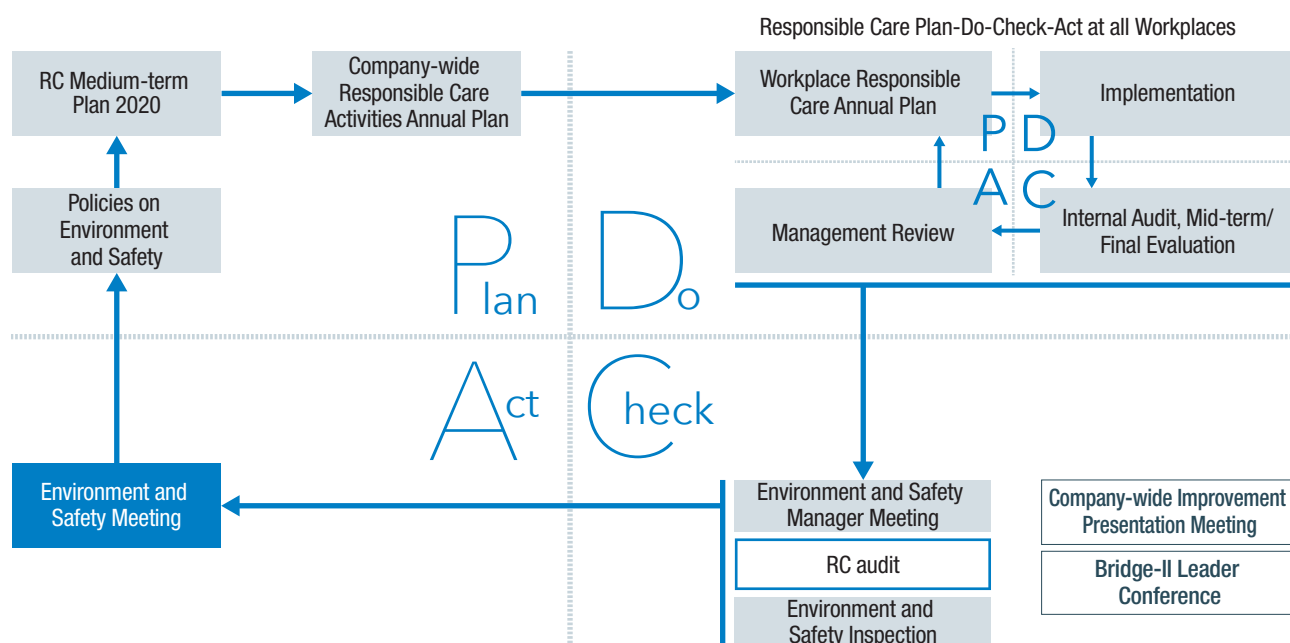 Responsible Care Plan-Do-Check-Act at all Workplaces
RC Medium-term
Plan 2020
Company-wide
Responsible Care
Activities Annual Plan
Workplace Responsible
Care Annual Plan
Implementation
P D
A C
Policies on
Environment
and Safety
Management Review
Internal Audit, Mid-term/
Final Evaluation
Plan
Do
Act
Check
Environment and
Safety Meeting
Environment and Safety
Manager Meeting
RC audit
Environment and
Safety Inspection
Company-wide Improvement
Presentation Meeting
Bridge-II Leader
Conference